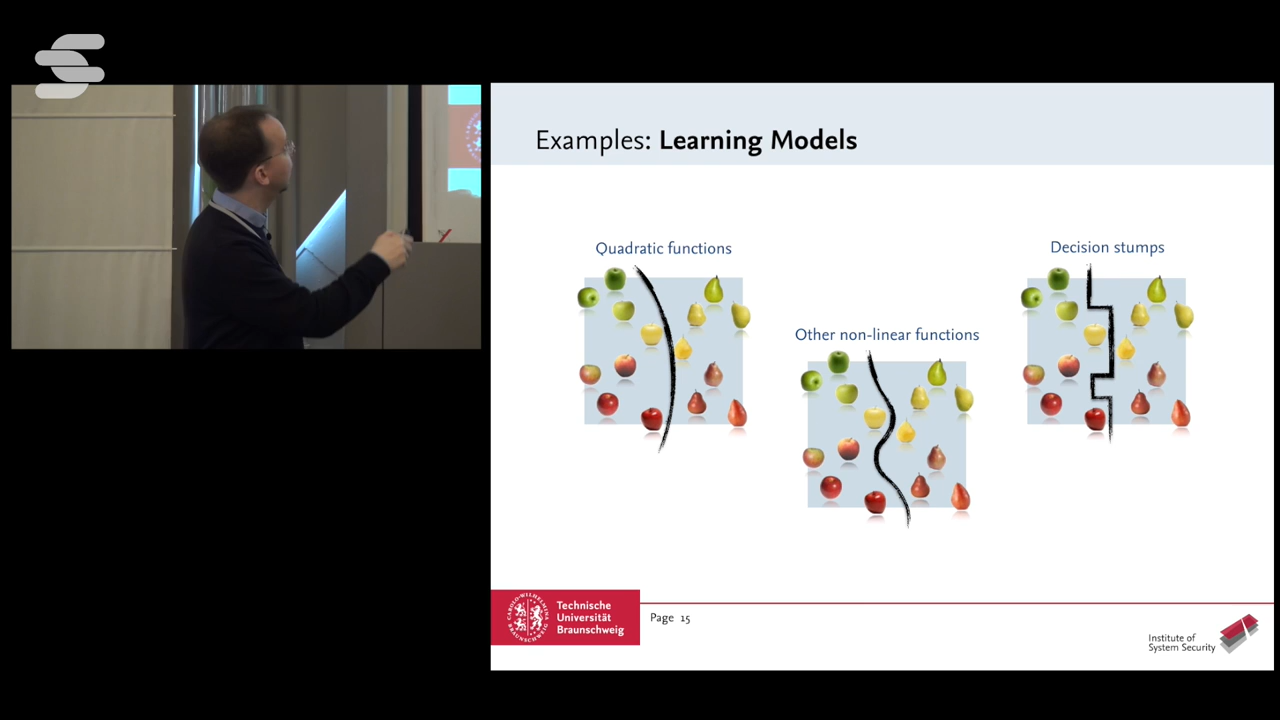 Examples: Learning Models
Quadratic functions
Decision stumps
Other non-linear functions
Technische
Universität
Braunschweig
Page 15
Institute of
System Security